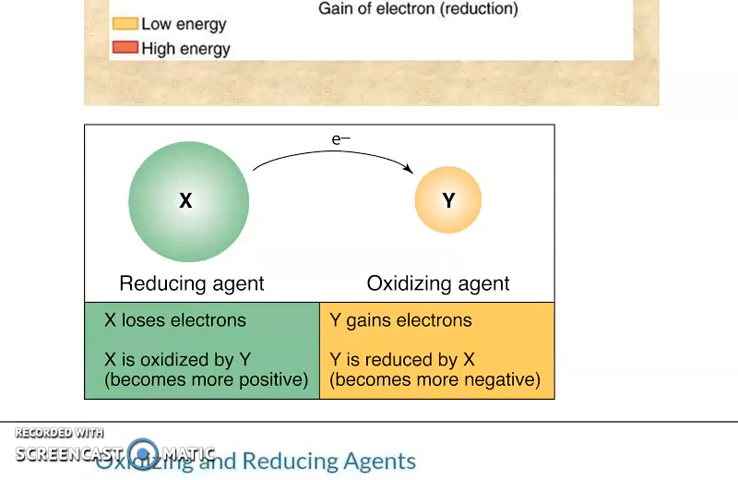 Gain of electron (reduction)
Low energy
High energy
e−
X
Y
Reducing agent
Oxidizing agent
X loses electrons
X is oxidized by Y
(becomes more positive)
Y gains electrons
Y is reduced by X
(becomes more negative)
RECORDED WITH
SCREENCAST MATIC
Oxidizing and Reducing Agents